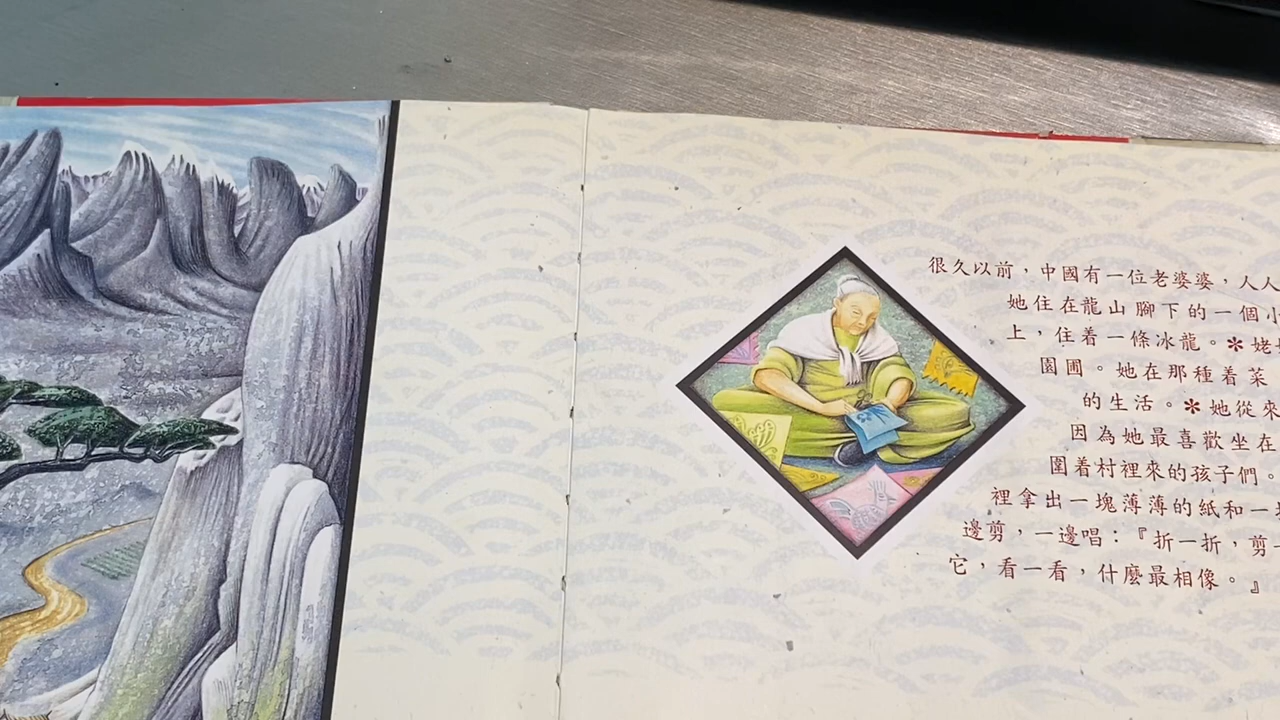 很久以前，中國有一位老婆婆，人人
她住在龍山腳下的一個小
上，住着一條冰龍。✽姥
園圃。她在那種着菜
的生活。✽她從來
因為她最喜歡坐在
圍着村裡來的孩子們。
裡拿出一塊薄薄的紙和一
邊剪，一邊唱：『折一折，剪
它，看一看，什麼最相像。』